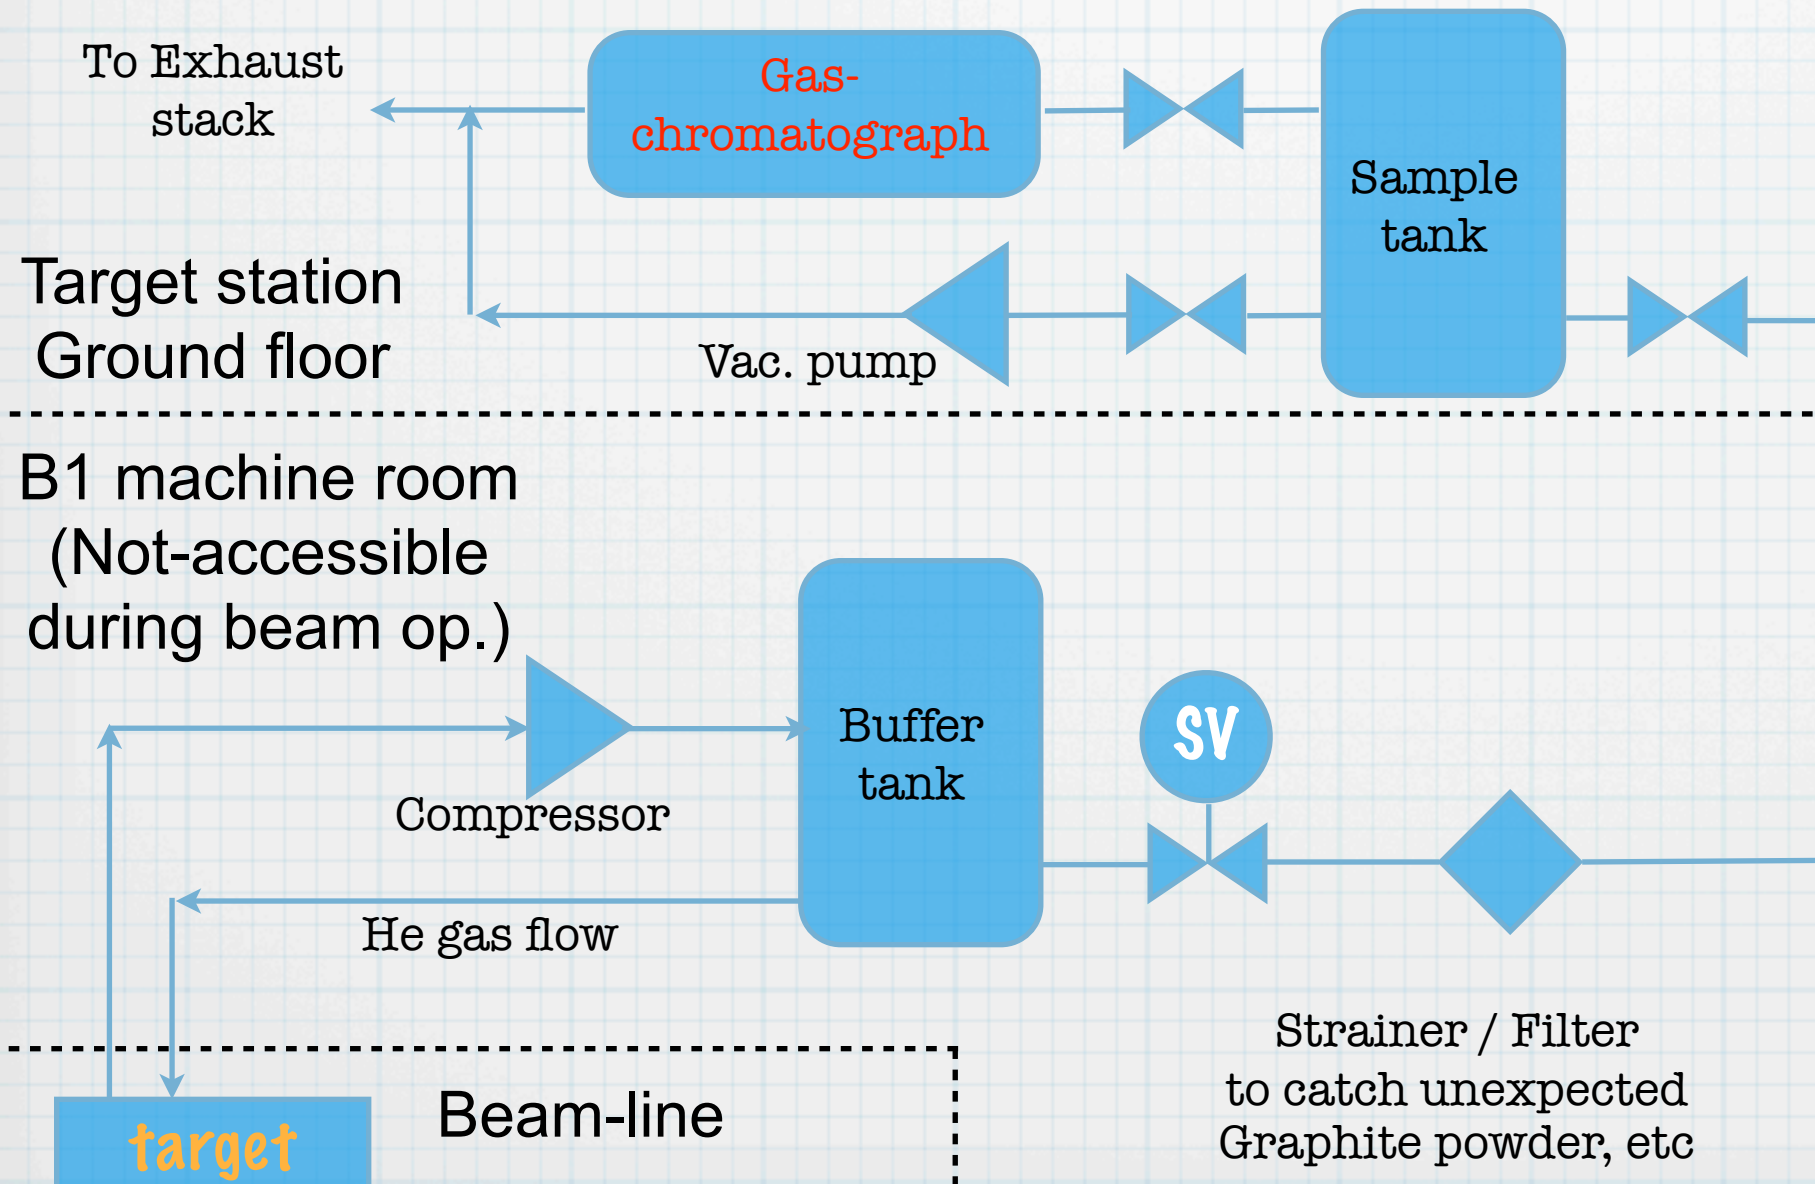 To Exhaust
stack
Gas-
chromatograph
Sample
tank
Target station
Ground floor
Vac. pump
B1 machine room
(Not-accessible
during beam op.)
Buffer
tank
SV
Compressor
He gas flow
Strainer / Filter
to catch unexpected
Graphite powder, etc
Beam-line
target